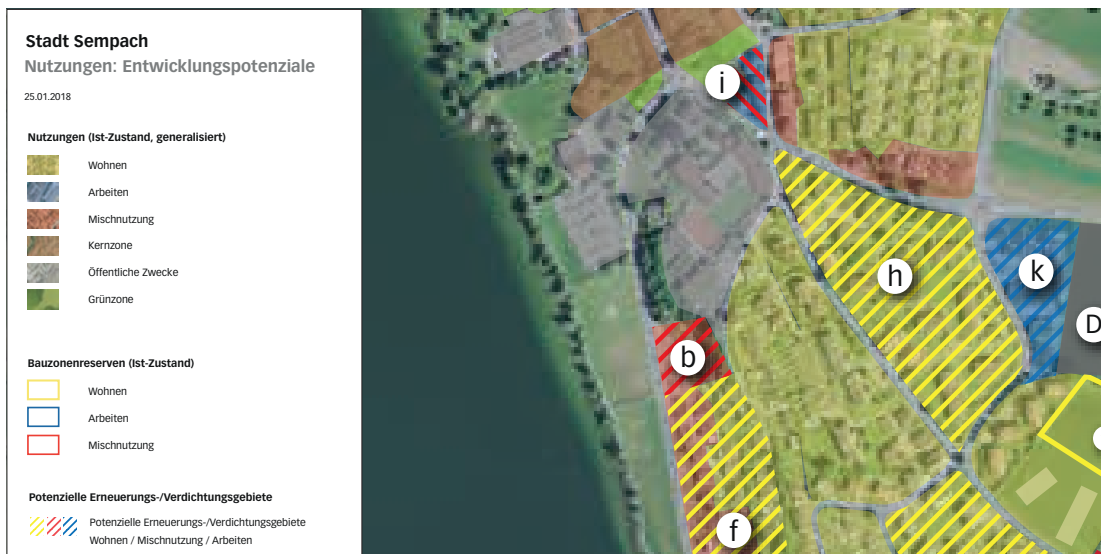 Stadt Sempach
Nutzungen: Entwicklungspotenziale
25.01.2018
Nutzungen (Ist-Zustand, generalisiert)
Wohnen
Arbeiten
Mischnutzung
Kernzone
Öffentliche Zwecke
Grünzone
Bauzonenreserven (Ist-Zustand)
Wohnen
Arbeiten
Mischnutzung
Potenzielle Erneuerungs-/Verdichtungsgebiete
Potenzielle Erneuerungs-/Verdichtungsgebiete
Wohnen / Mischnutzung / Arbeiten
i
h
k
D
b
f